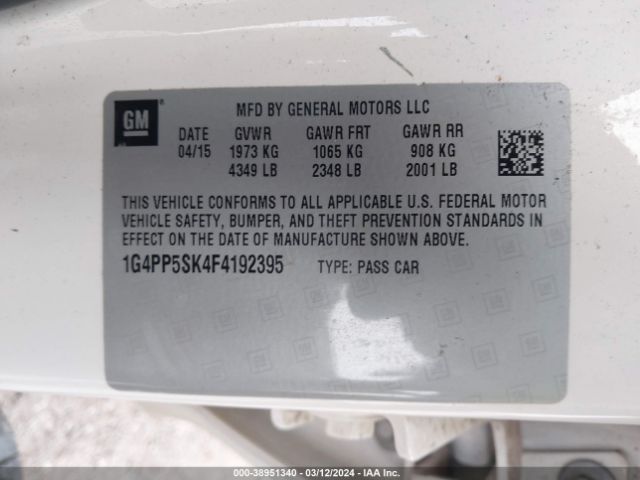 GM
MFD BY GENERAL MOTORS LLC
DATE GVWR GAWR FRT GAWR RR
04/15 1973 KG 1065 KG 908 KG
4349 LB 2348 LB 2001 LB
THIS VEHICLE CONFORMS TO ALL APPLICABLE U.S. FEDERAL MOTOR
VEHICLE SAFETY, BUMPER, AND THEFT PREVENTION STANDARDS IN
EFFECT ON THE DATE OF MANUFACTURE SHOWN ABOVE.
1G4PP5SK4F4192395 TYPE: PASS CAR
000-38951340 - 03/12/2024 - IAA Inc.